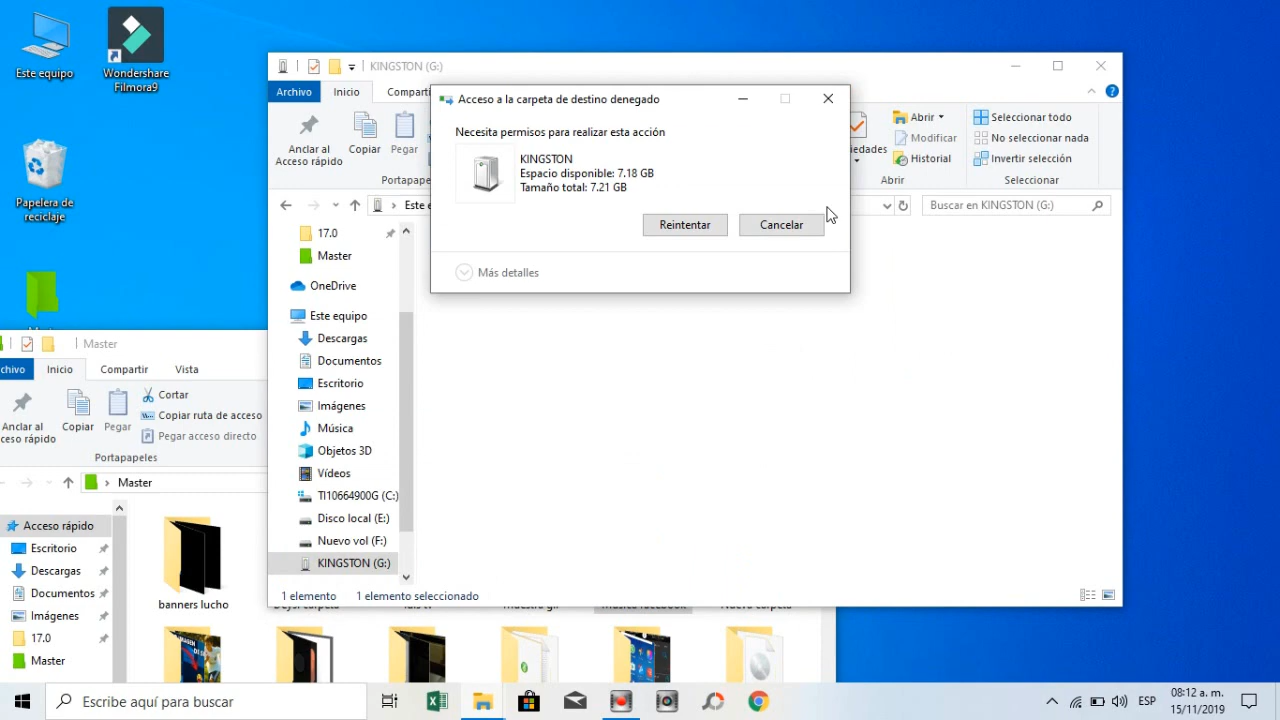 Este equipo
Wondershare
Filmora9
Papelera de
reciclaje
KINGSTON (G:)
Archivo
Inicio
Anclar al
Acceso rápido
Copiar
Pegar
Abrir
Modificar
Historial
Abrir
Seleccionar todo
No seleccionar nada
Invertir selección
Seleccionar
Buscar en KINGSTON (G:)
Acceso a la carpeta de destino denegado
Necesita permisos para realizar esta acción
KINGSTON
Espacio disponible: 7.18 GB
Tamaño total: 7.21 GB
Reintentar
Cancelar
Más detalles
17.0
Master
OneDrive
Este equipo
Descargas
Documentos
Escritorio
Imágenes
Música
Objetos 3D
Vídeos
TI10664900G (C:)
Disco local (E:)
Nuevo vol (F:)
KINGSTON (G:)
1 elemento
1 elemento seleccionado
Master
Inicio
Compartir
Vista
Copiar
Pegar
Cortar
Copiar ruta de acceso
Pegar acceso directo
Portapapeles
Master
Acceso rápido
Escritorio
Descargas
Documentos
Imágenes
17.0
Master
banners lucho
Escribe aquí para buscar
ESP
08:12 a. m.
15/11/2019